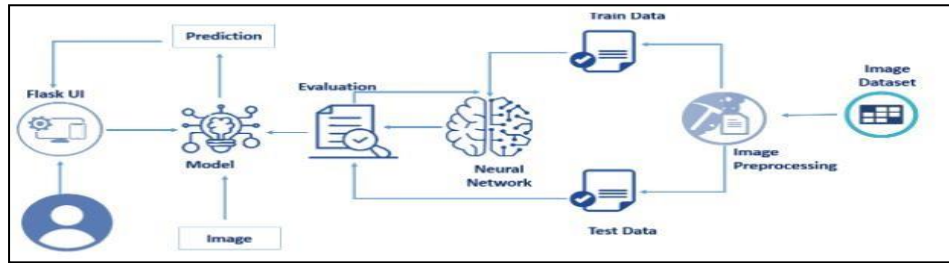 Train Data
Prediction
Flask UI
Evaluation
Image
Dataset
Model
Neural
Network
Image
Preprocessing
Image
Test Data